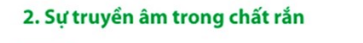 2. Sự truyền âm trong chất rắn